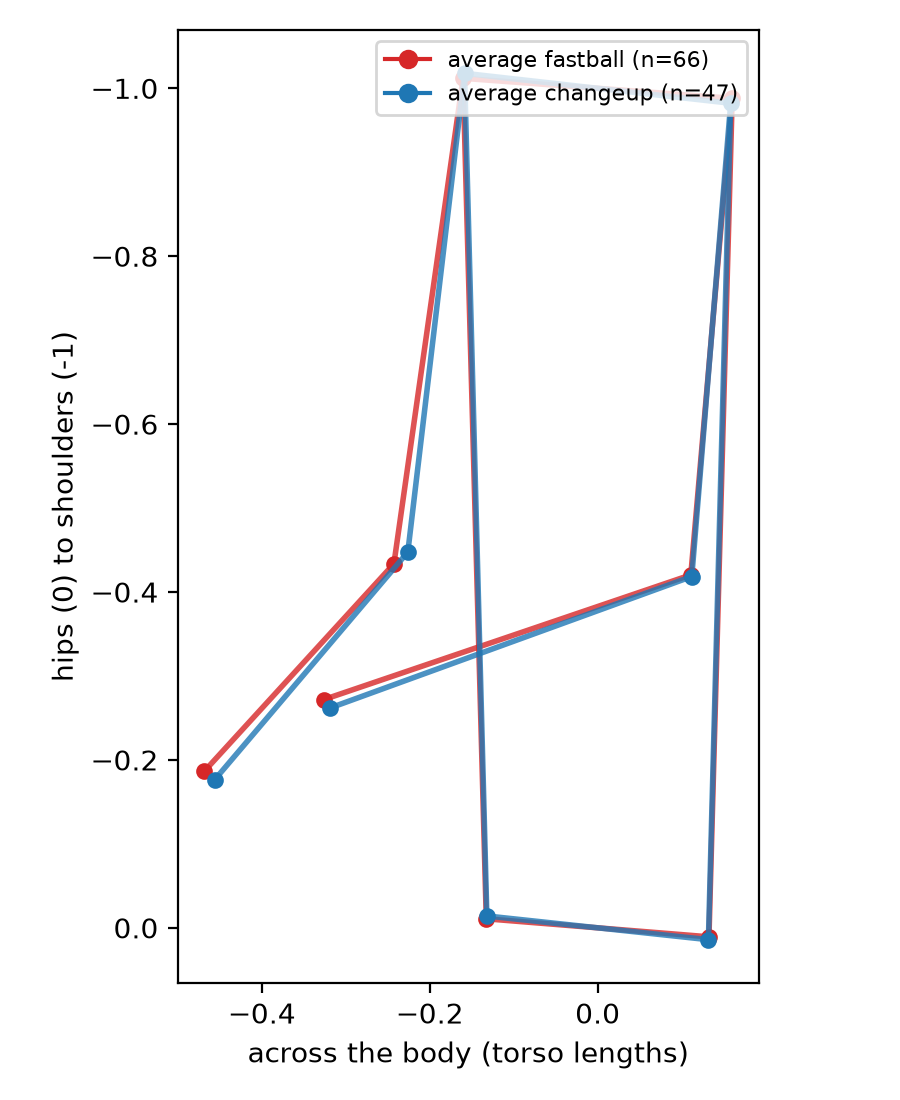 average fastball (n=66)
average changeup (n=47)
−1.0
−0.8
−0.6
−0.4
−0.2
0.0
hips (0) to shoulders (-1)
−0.4
−0.2
0.0
across the body (torso lengths)